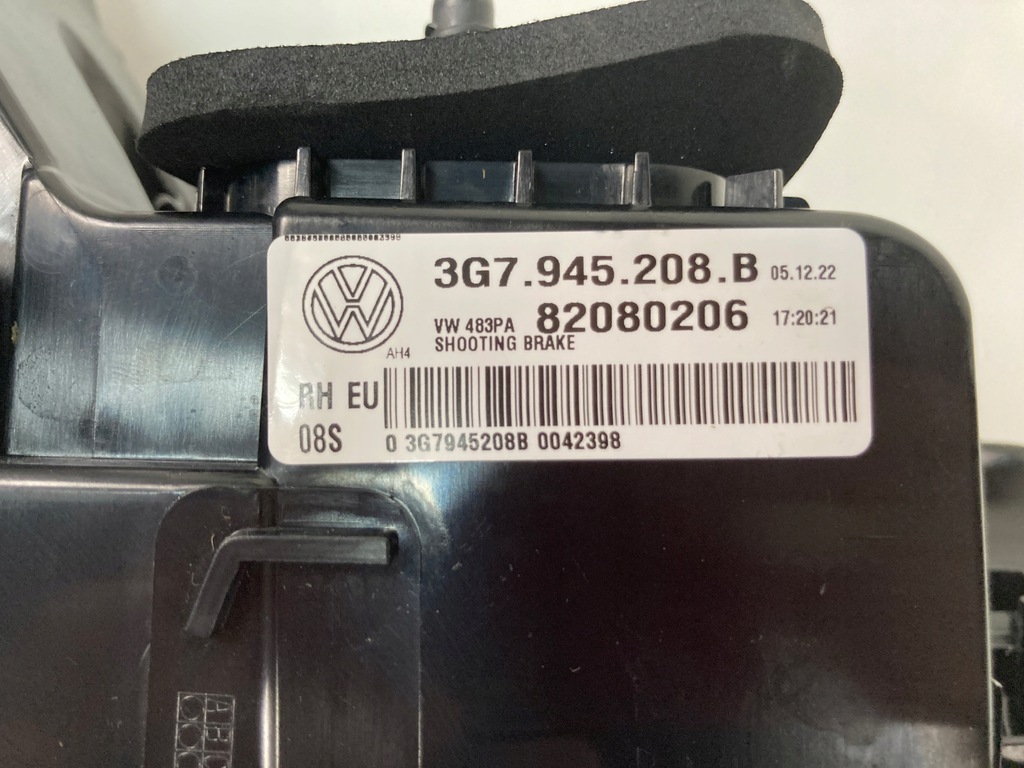 3G7.945.208.B 05.12.22
VW 483PA 82080206 17:20:21
SHOOTING BRAKE
AH4
RH EU
08S
0 3G7945208B 0042398